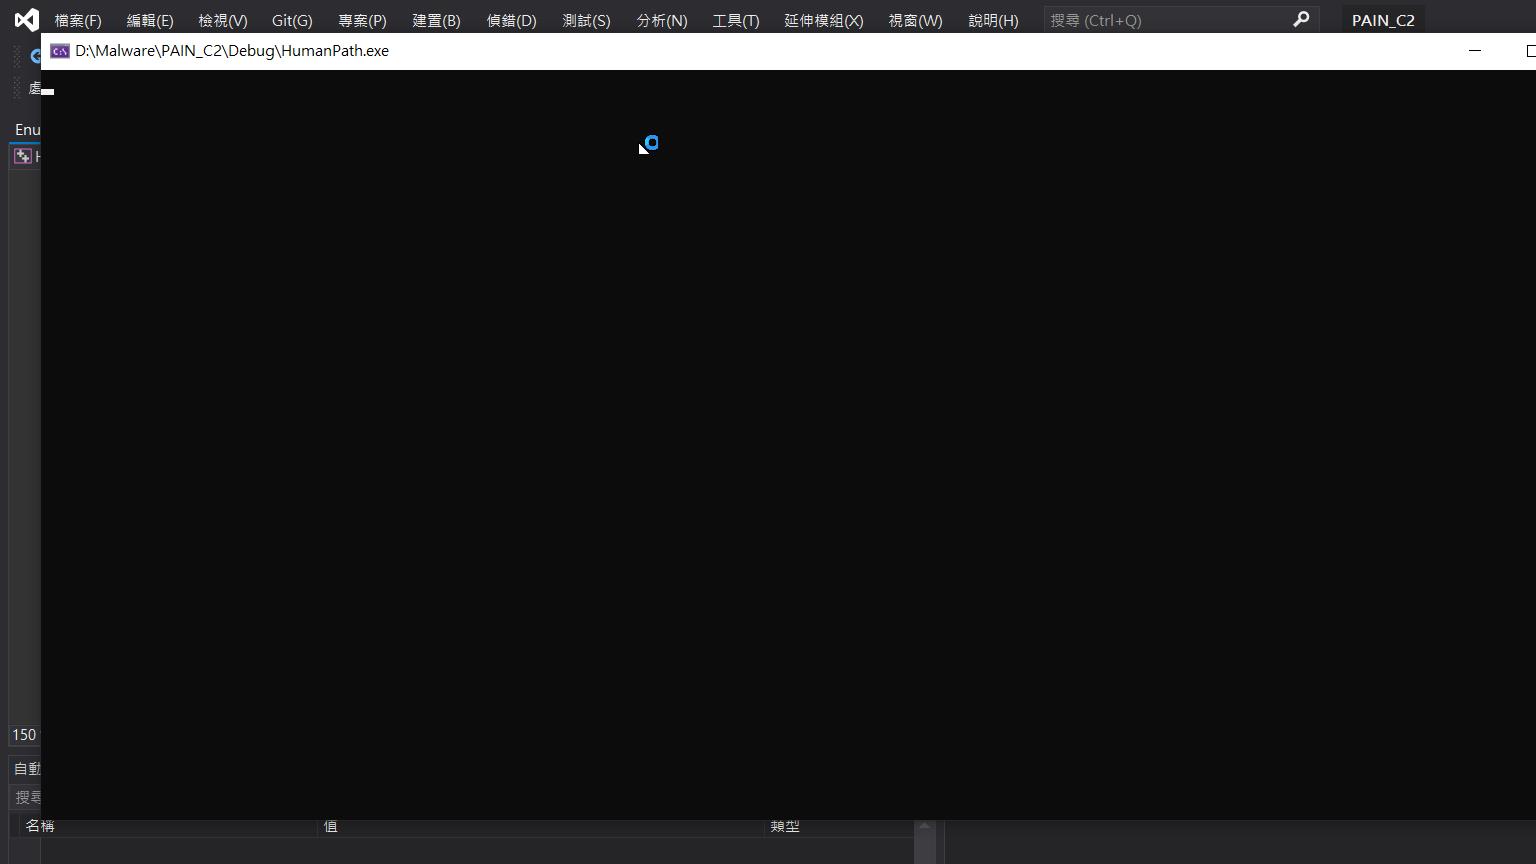 檔案(F) 編輯(E) 檢視(V) Git(G) 專案(P) 建置(B) 偵錯(D) 測試(S) 分析(N) 工具(T) 延伸模組(X) 視窗(W) 說明(H) 搜尋 (Ctrl+Q) PAIN_C2
D:\Malware\PAIN_C2\Debug\HumanPath.exe
處
Enu
H
150
自動
搜尋
名稱 值 類型